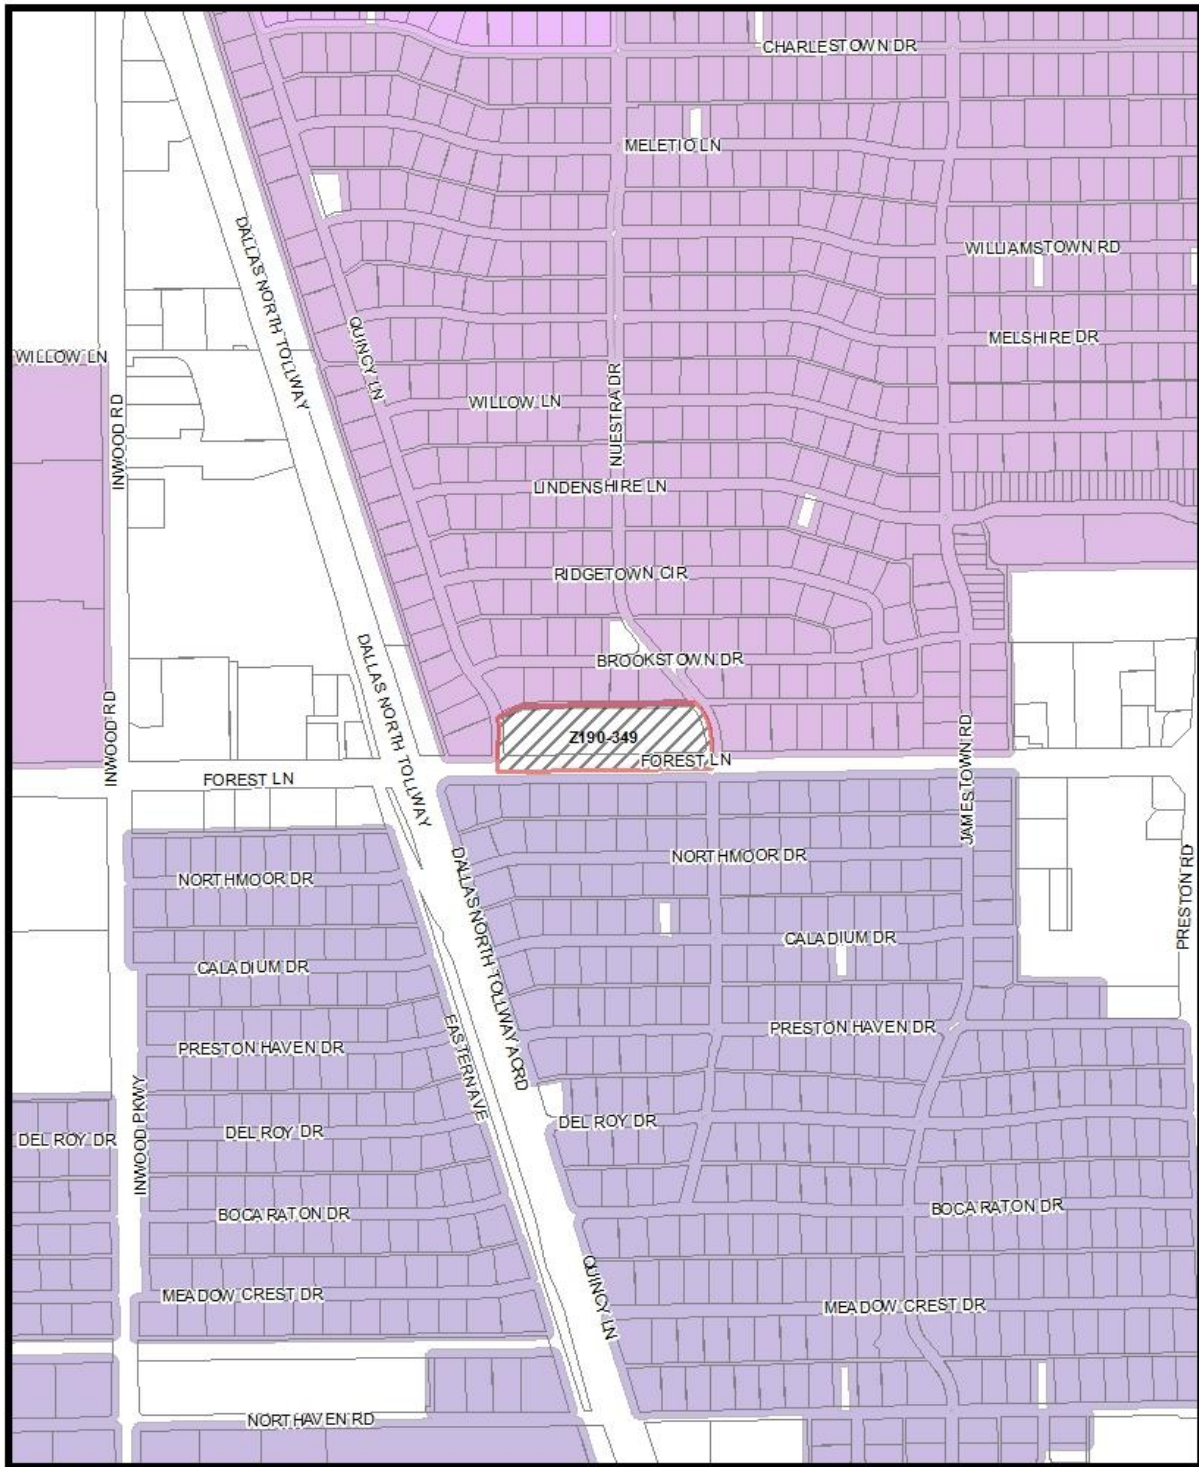 CHARLESTOWN DR
MELETIO LN
WILLIAMSTOWN RD
DALLAS NORTH TOLLWAY
QUINCY LN
MELSHIRE DR
WILLOW LN
NUESTRA DR
INWOOD RD
WILLOW LN
LINDENSHIRE LN
RIDGETOWN CIR
BROOKSTOWN DR
DALLAS NORTH TOLLWAY
INWOOD RD
Z190-349
FOREST LN
JAMESTOWN RD
FOREST LN
NORTHMOOR DR
PRESTON RD
NORTHMOOR DR
DALLAS NORTH TOLLWAY ACRD
CALADIUM DR
CALADIUM DR
PRESTON HAVEN DR
EASTERN AVE
PRESTON HAVEN DR
INWOOD PKWY
DEL ROY DR
DEL ROY DR
DEL ROY DR
BOCA RATON DR
BOCA RATON DR
QUINCY LN
MEADOW CREST DR
MEADOW CREST DR
NORTHAVEN RD